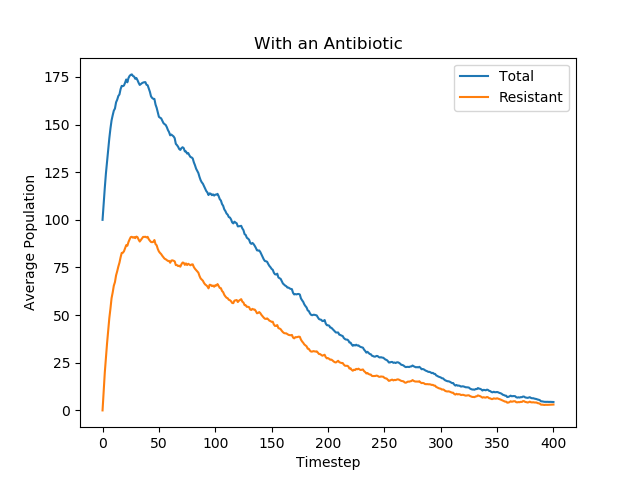 With an Antibiotic
Total
Resistant
Average Population
175
150
125
100
75
50
25
0
0 50 100 150 200 250 300 350 400
Timestep